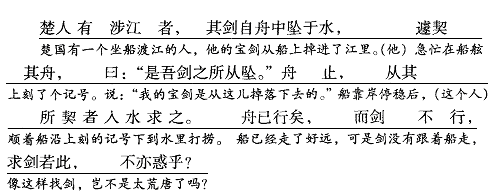 楚人有涉江者，其剑自舟中坠于水，遽契
楚国有一个坐船渡江的人，他的宝剑从船上掉进了江里。（他）急忙在船舷
其舟，曰：“是吾剑之所从坠。”舟止，从其
上刻了个记号。说：“我的宝剑是从这儿掉落下去的。”船靠岸停稳后，（这个人）
所契者入水求之。舟已行矣，而剑不行，
顺着船沿上刻的记号下到水里打捞。船已经走了好远，可是剑没有跟着船走，
求剑若此，不亦惑乎？
像这样找剑，岂不是太荒唐了吗？